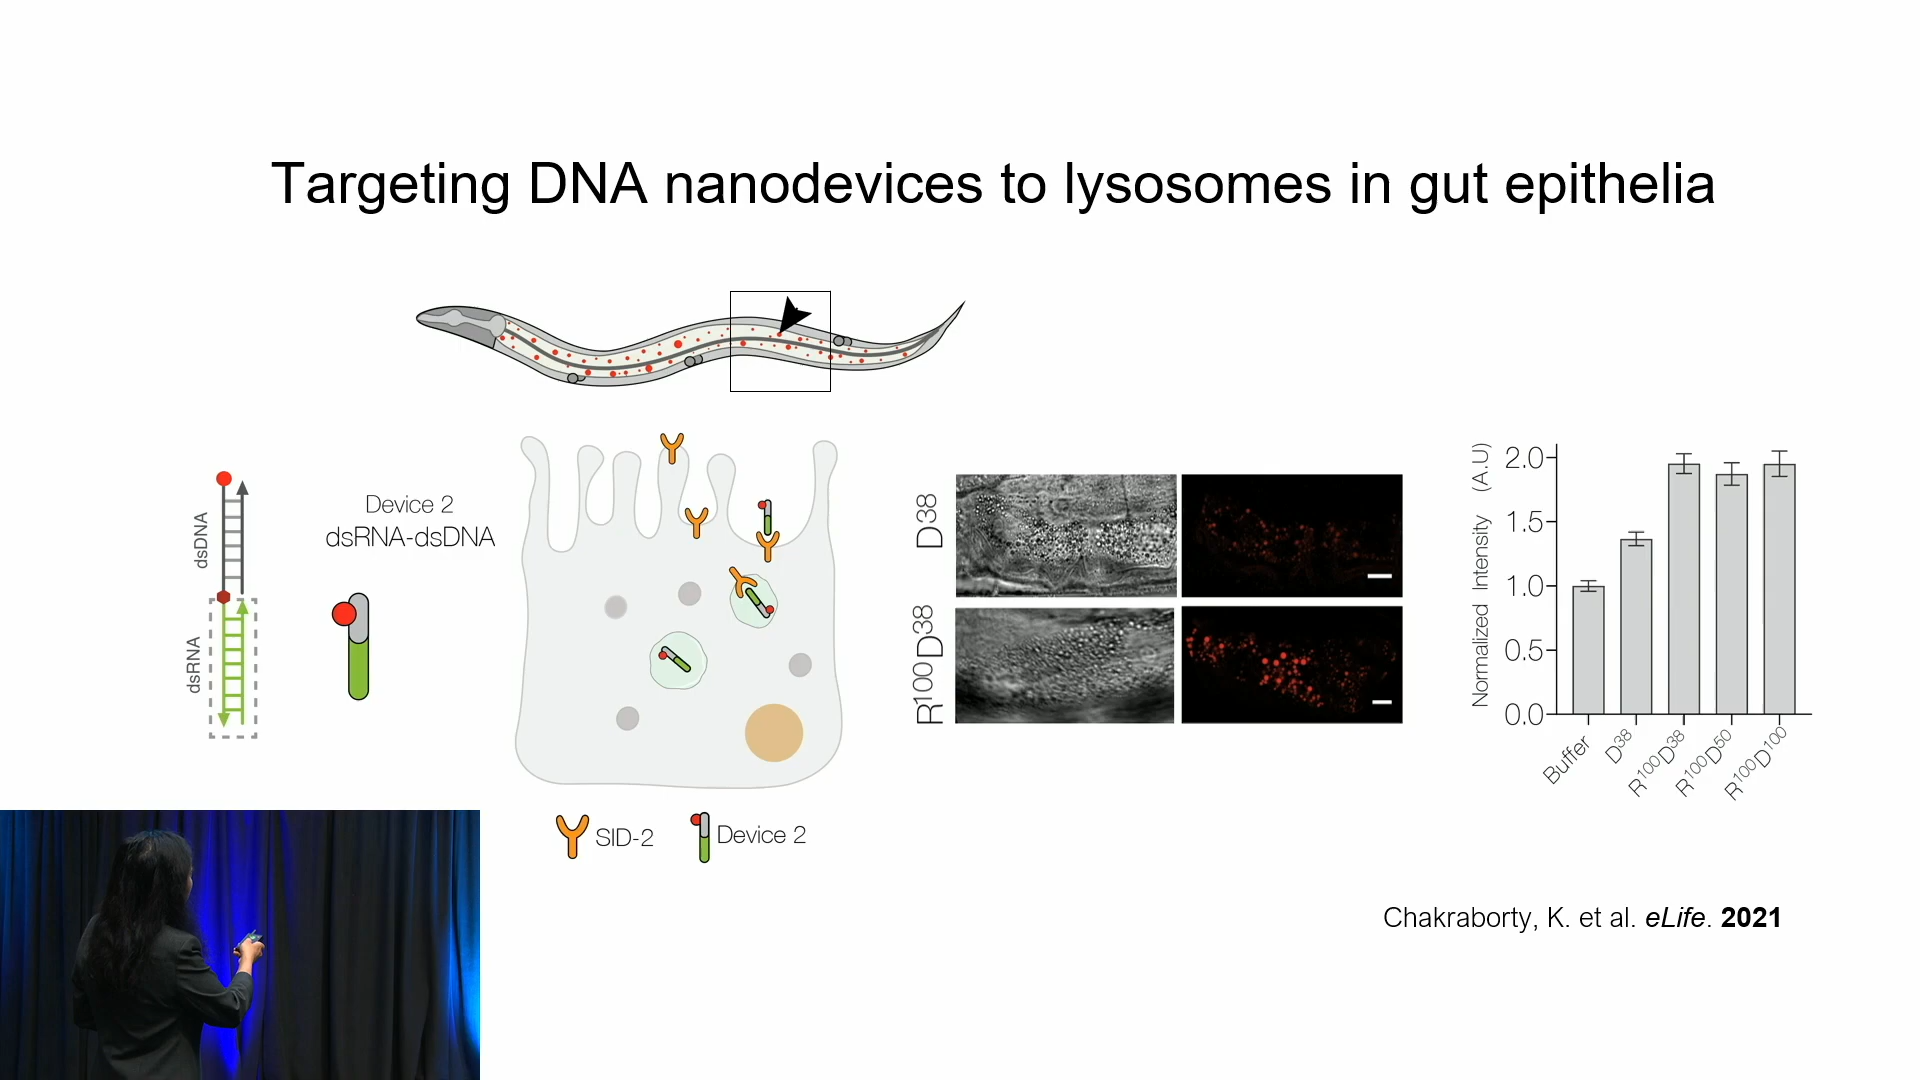 Targeting DNA nanodevices to lysosomes in gut epithelia
dsDNA
dsRNA
Device 2
dsRNA-dsDNA
SID-2
Device 2
D38
R100D38
Normalized Intensity (A.U)
2.0
1.5
1.0
0.5
0.0
Buffer
D38
R100D38
R100D50
R100D100
Chakraborty, K. et al. eLife. 2021